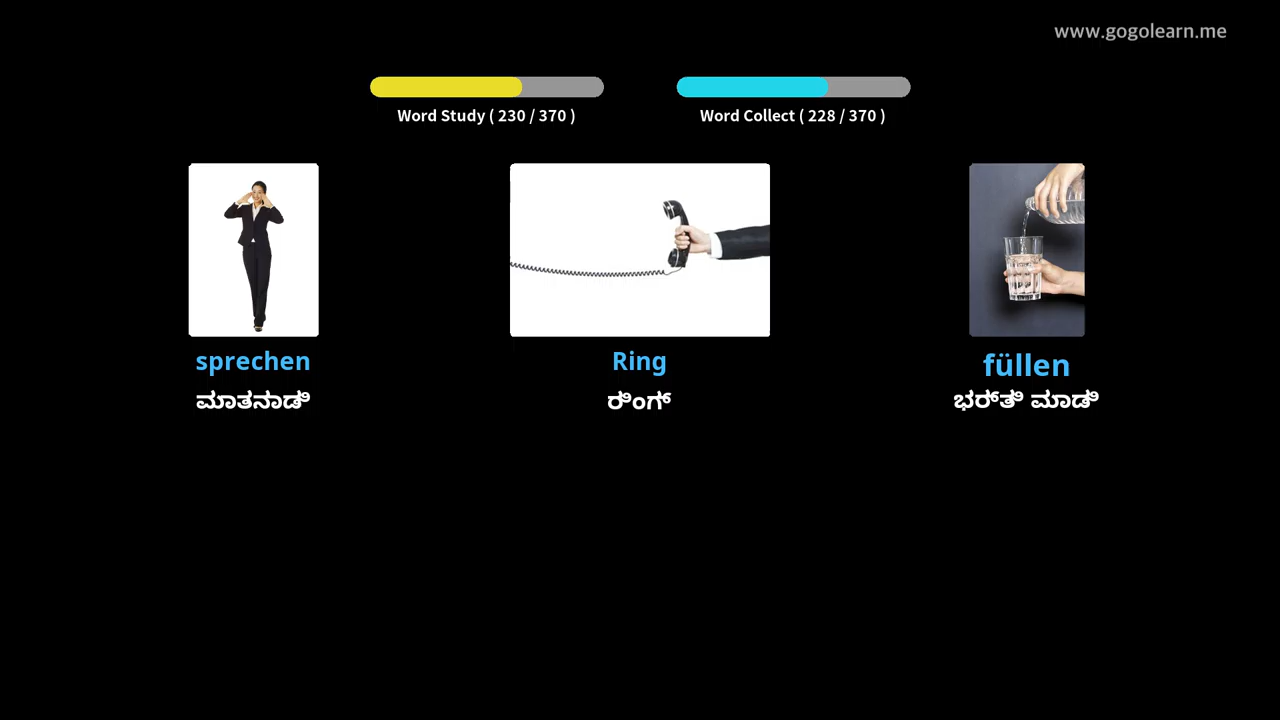 www.gogolearn.me
Word Study ( 230 / 370 )
Word Collect ( 228 / 370 )
sprechen
ಮಾತನಾಡಿ
Ring
ರಿಂಗ್
füllen
ಭರ್ತಿ ಮಾಡಿ